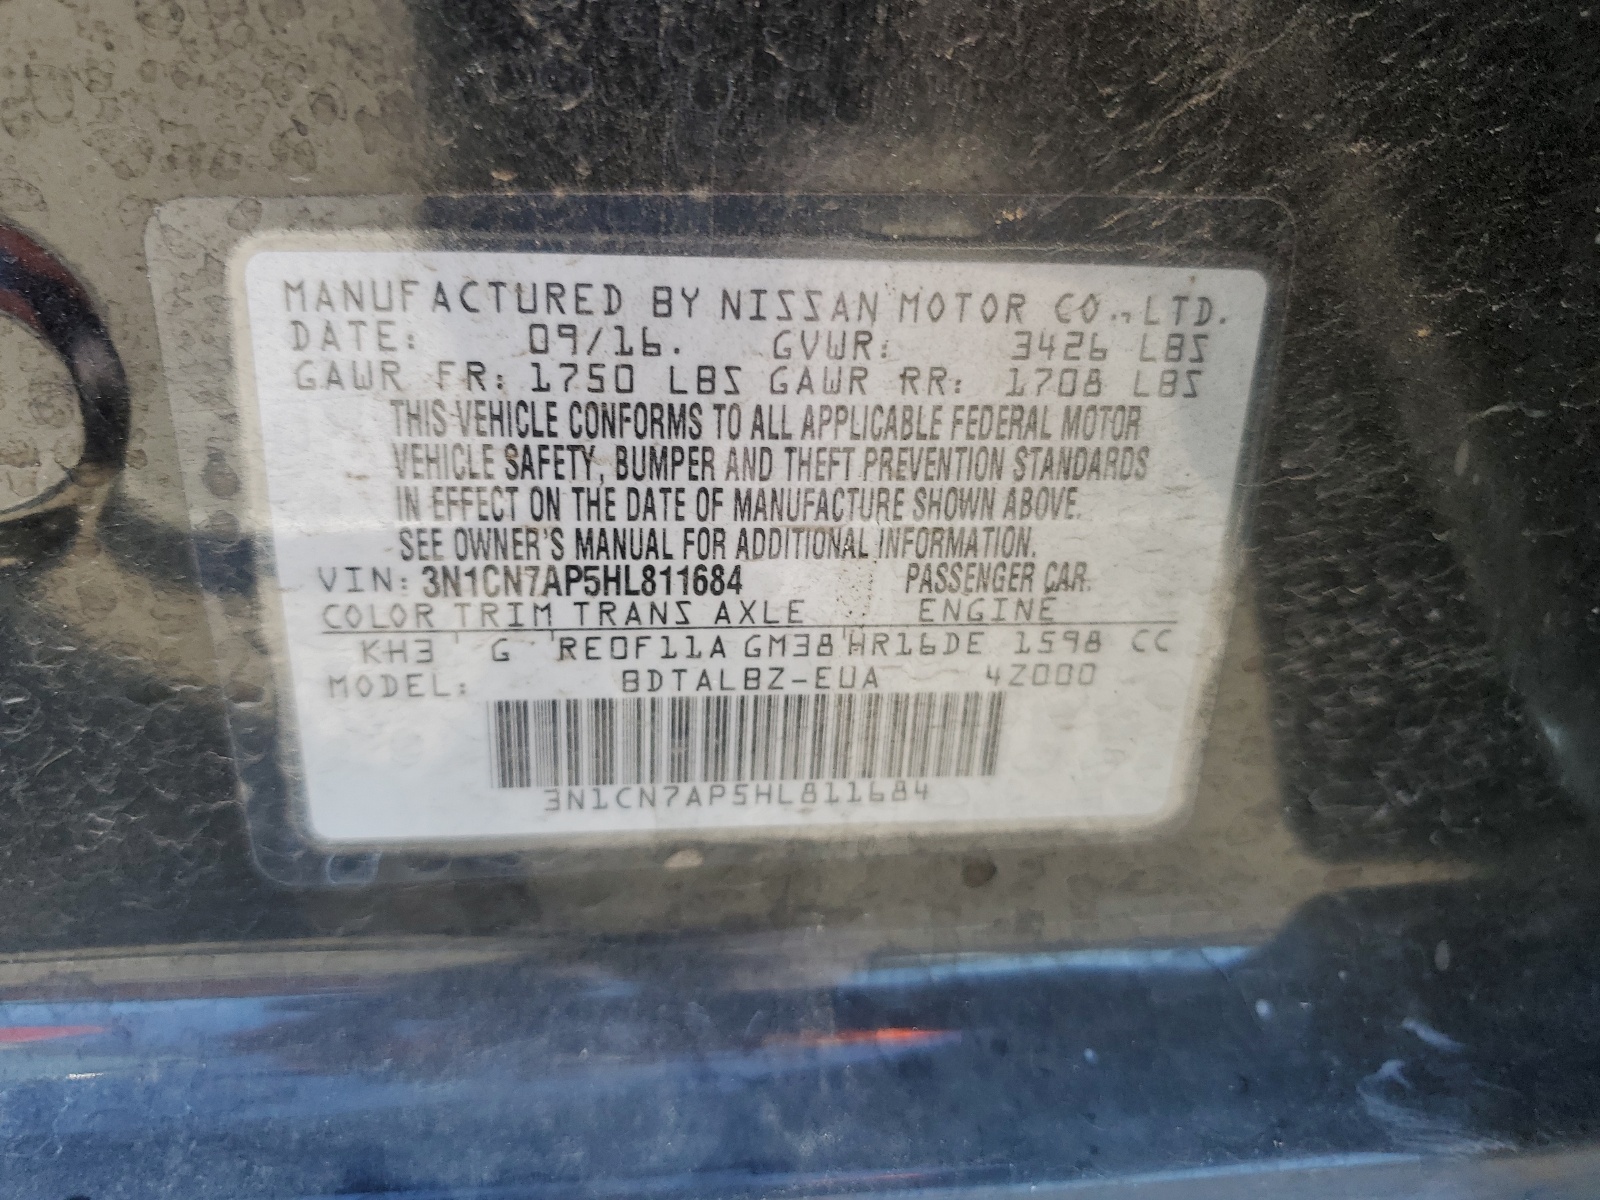 MANUFACTURED BY NISSAN MOTOR CO., LTD.
DATE: 09/16. GVWR: 3426 LBS
GAWR FR: 1750 LBS GAWR RR: 1708 LBS
THIS VEHICLE CONFORMS TO ALL APPLICABLE FEDERAL MOTOR
VEHICLE SAFETY, BUMPER AND THEFT PREVENTION STANDARDS
IN EFFECT ON THE DATE OF MANUFACTURE SHOWN ABOVE.
SEE OWNER'S MANUAL FOR ADDITIONAL INFORMATION.
VIN: 3N1CN7AP5HL811684 PASSENGER CAR.
COLOR TRIM TRANS AXLE ENGINE
KH3 G RE0F11A GM38 HR16DE 1598 CC
MODEL: BDTALBZ-EUA 4Z000
3N1CN7AP5HL811684